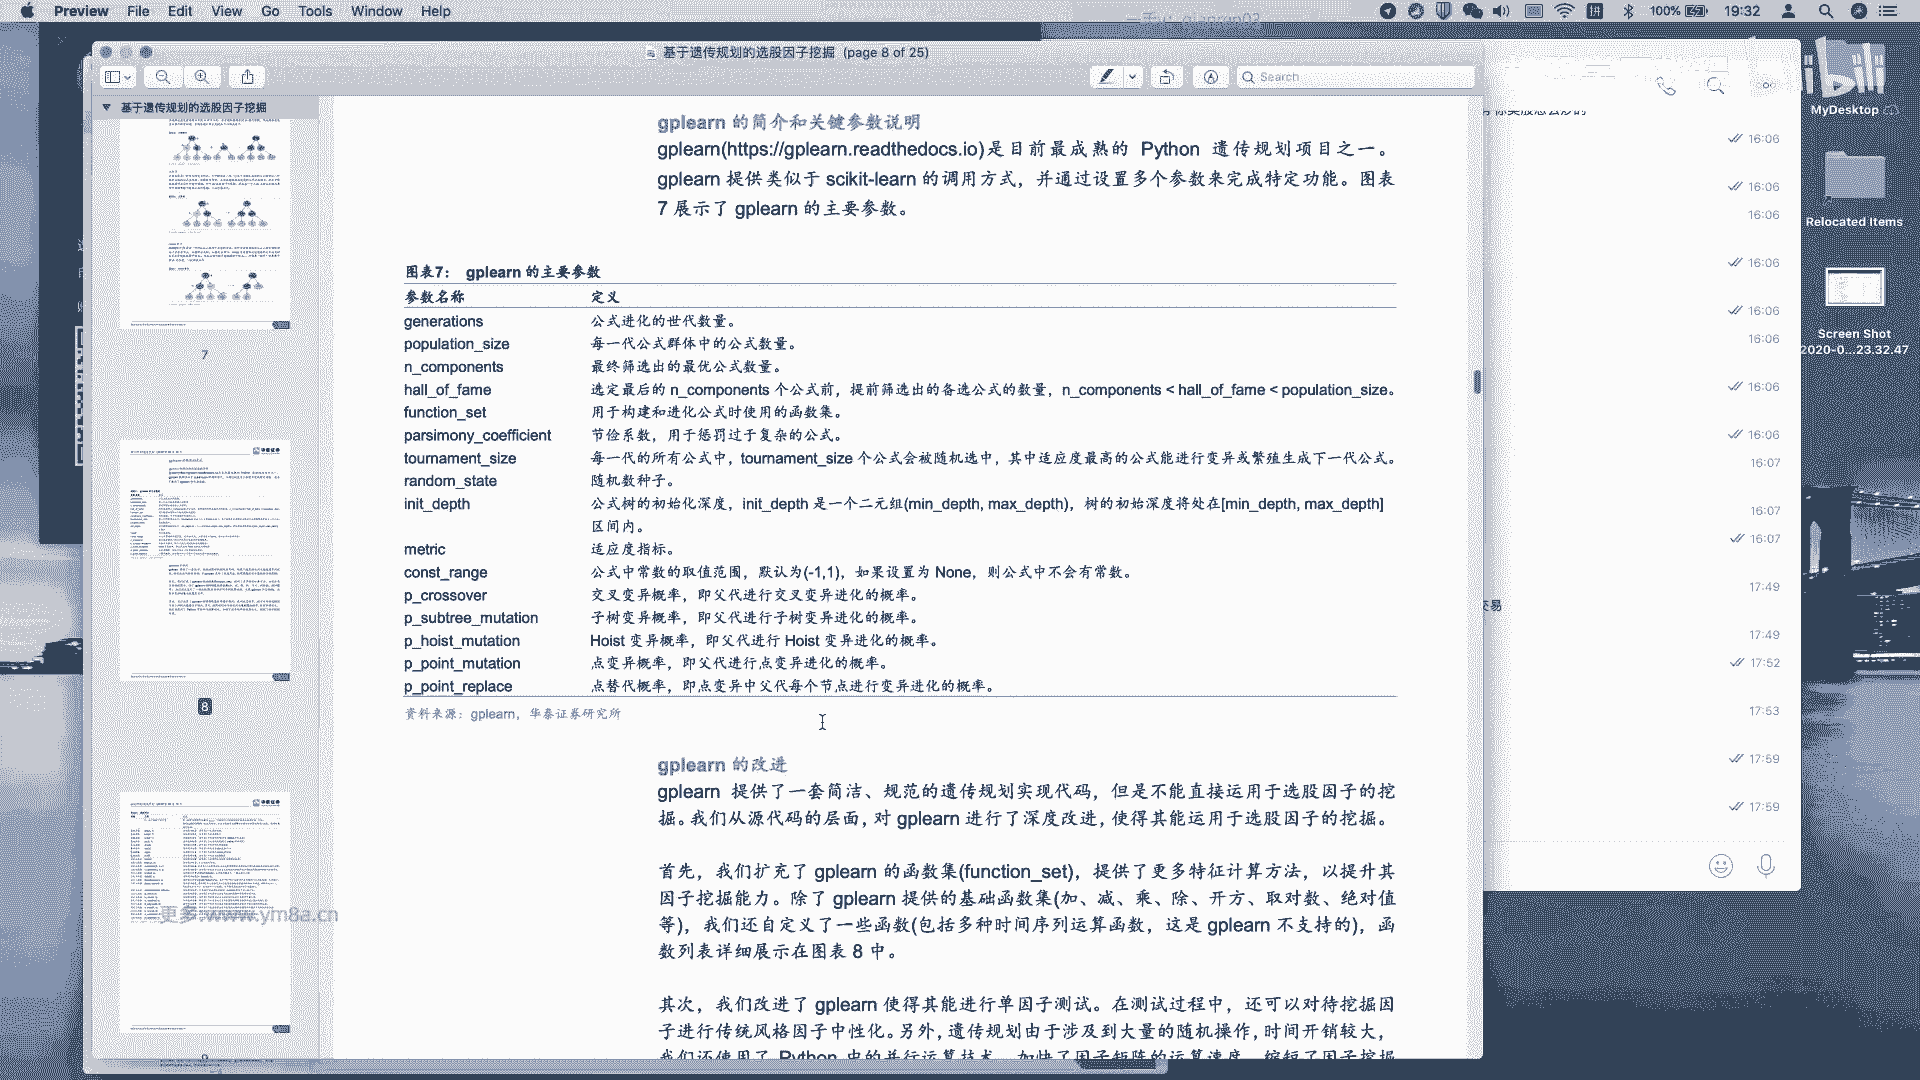 Preview File Edit View Go Tools Window Help
100% 19:32
基于遗传规划的选股因子挖掘 (page 8 of 25)
Search
基于遗传规划的选股因子挖掘
7
8
9
gplearn 的简介和关键参数说明
gplearn(https://gplearn.readthedocs.io)是目前最成熟的 Python 遗传规划项目之一。
gplearn 提供类似于 scikit-learn 的调用方式，并通过设置多个参数来完成特定功能。图表
7 展示了 gplearn 的主要参数。
图表7： gplearn 的主要参数
参数名称 定义
generations 公式进化的世代数量。
population_size 每一代公式群体中的公式数量。
n_components 最终筛选出的最优公式数量。
hall_of_fame 选定最后的 n_components 个公式前，提前筛选出的备选公式的数量，n_components < hall_of_fame < population_size。
function_set 用于构建和进化公式时使用的函数集。
parsimony_coefficient 节俭系数，用于惩罚过于复杂的公式。
tournament_size 每一代的所有公式中，tournament_size 个公式会被随机选中，其中适应度最高的公式能进行变异或繁殖生成下一代公式。
random_state 随机数种子。
init_depth 公式树的初始化深度，init_depth 是一个二元组(min_depth, max_depth)，树的初始深度将处在[min_depth, max_depth]
区间内。
metric 适应度指标。
const_range 公式中常数的取值范围，默认为(-1,1)，如果设置为 None，则公式中不会有常数。
p_crossover 交叉变异概率，即父代进行交叉变异进化的概率。
p_subtree_mutation 子树变异概率，即父代进行子树变异进化的概率。
p_hoist_mutation Hoist 变异概率，即父代进行 Hoist 变异进化的概率。
p_point_mutation 点变异概率，即父代进行点变异进化的概率。
p_point_replace 点替代概率，即点变异中父代每个节点进行变异进化的概率。
资料来源：gplearn，华泰证券研究所
gplearn 的改进
gplearn 提供了一套简洁、规范的遗传规划实现代码，但是不能直接运用于选股因子的挖
掘。我们从源代码的层面，对 gplearn 进行了深度改进，使得其能运用于选股因子的挖掘。
首先，我们扩充了 gplearn 的函数集(function_set)，提供了更多特征计算方法，以提升其
因子挖掘能力。除了 gplearn 提供的基础函数集(加、减、乘、除、开方、取对数、绝对值
等)，我们还自定义了一些函数(包括多种时间序列运算函数，这是 gplearn 不支持的)，函
数列表详细展示在图表 8 中。
其次，我们改进了 gplearn 使得其能进行单因子测试。在测试过程中，还可以对待挖掘因
子进行传统风格因子中性化。另外，遗传规划由于涉及到大量的随机操作，时间开销较大，
我们还使用了 Python 中的并行运算技术，加快了因子矩阵的运算速度，缩短了因子挖掘
更多.www.ym8a.cn
16:06
16:06
16:06
16:06
16:06
16:06
16:06
16:06
16:07
16:07
16:07
17:49
交易
17:49
17:52
17:53
17:59
17:59
MyDesktop
Relocated Items
Screen Shot
2020-0...23.32.47